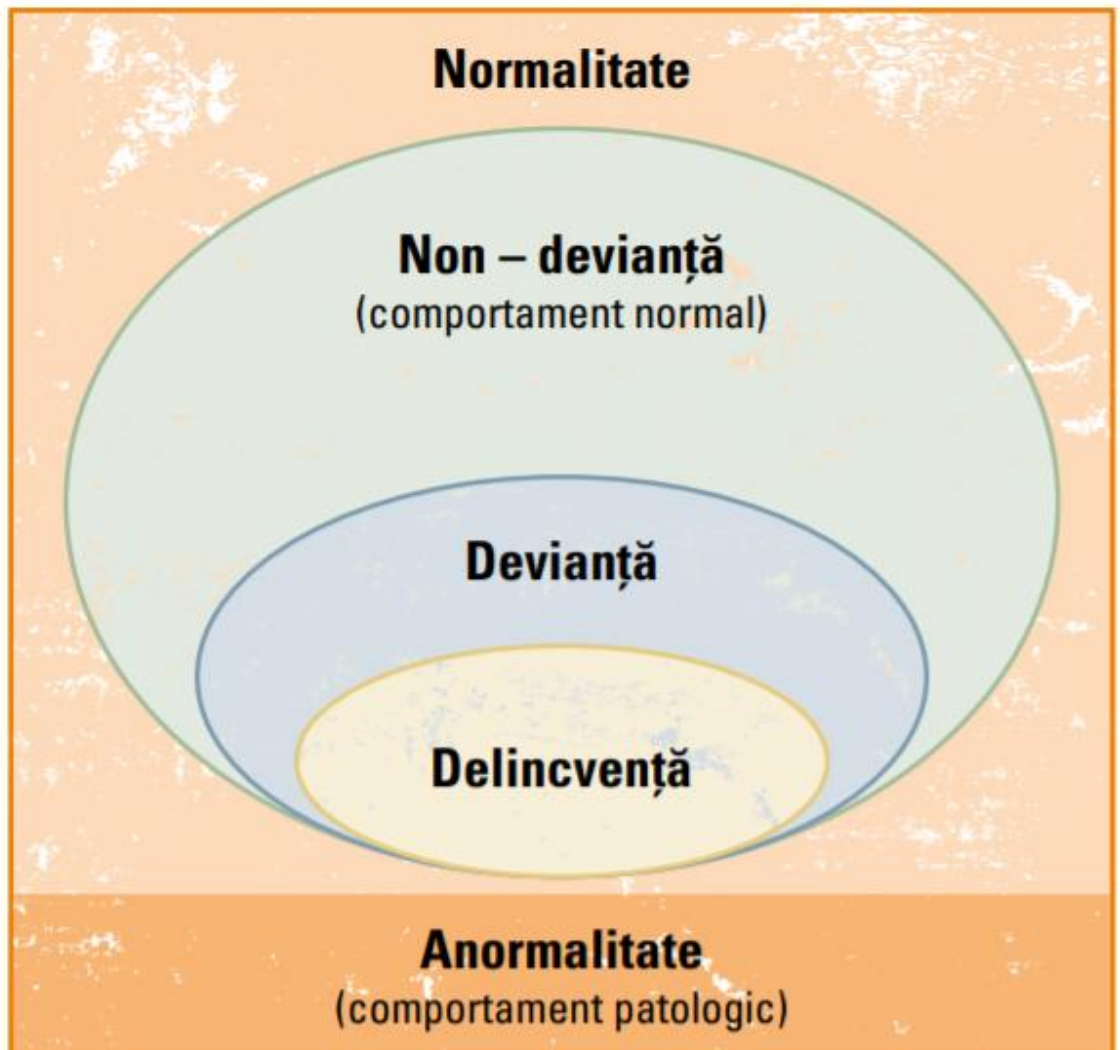 Normalitate
Non – devianță
(comportament normal)
Devianță
Delincvență
Anormalitate
(comportament patologic)